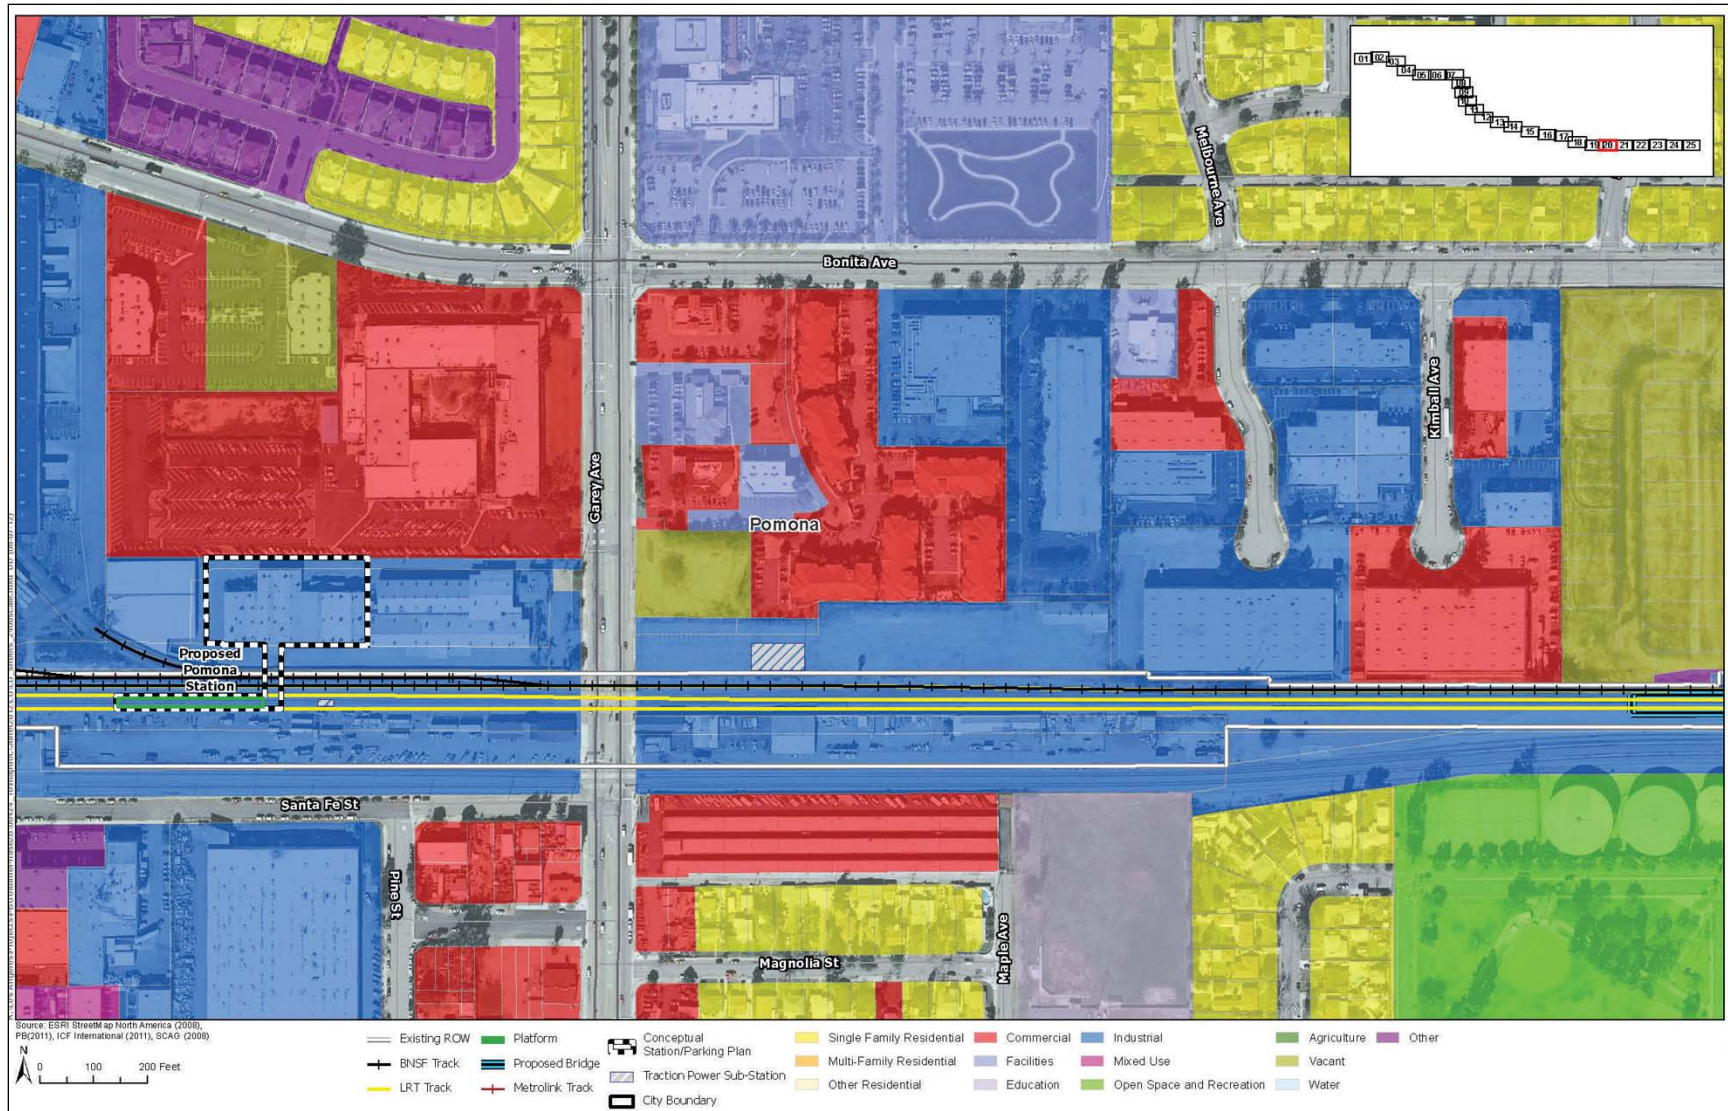 01 02 03 04 05 06 07
12 13 14 15 16 17 18 19 20 21 22 23 24 25
Melbourne Ave
Bonita Ave
Kimball Ave
Garey Ave
Pomona
Proposed
Pomona
Station
Santa Fe St
Pine St
Maple Ave
Magnolia St
Source: ESRI StreetMap North America (2008),
PB(2011), ICF International (2011), SCAG (2008)
N
0 100 200 Feet
Existing ROW
BNSF Track
LRT Track
Platform
Proposed Bridge
Metrolink Track
Conceptual
Station/Parking Plan
Traction Power Sub-Station
City Boundary
Single Family Residential
Multi-Family Residential
Other Residential
Commercial
Facilities
Education
Industrial
Mixed Use
Open Space and Recreation
Agriculture
Vacant
Water
Other